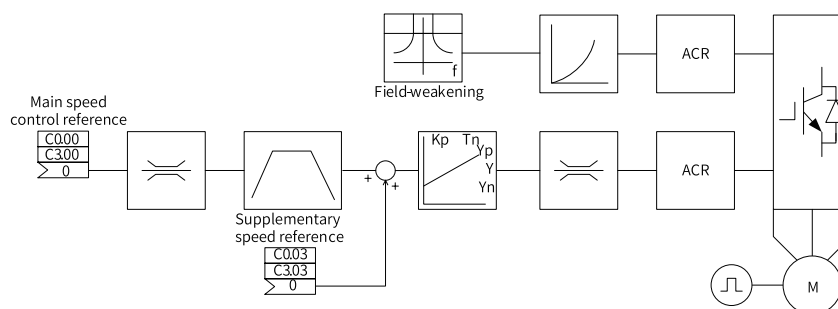 f
Field-weakening
ACR
Main speed
control reference
C0.00
C3.00
0
+
+
Kp Tn
Yp
Y
Yn
ACR
Supplementary
speed reference
C0.03
C3.03
0
M